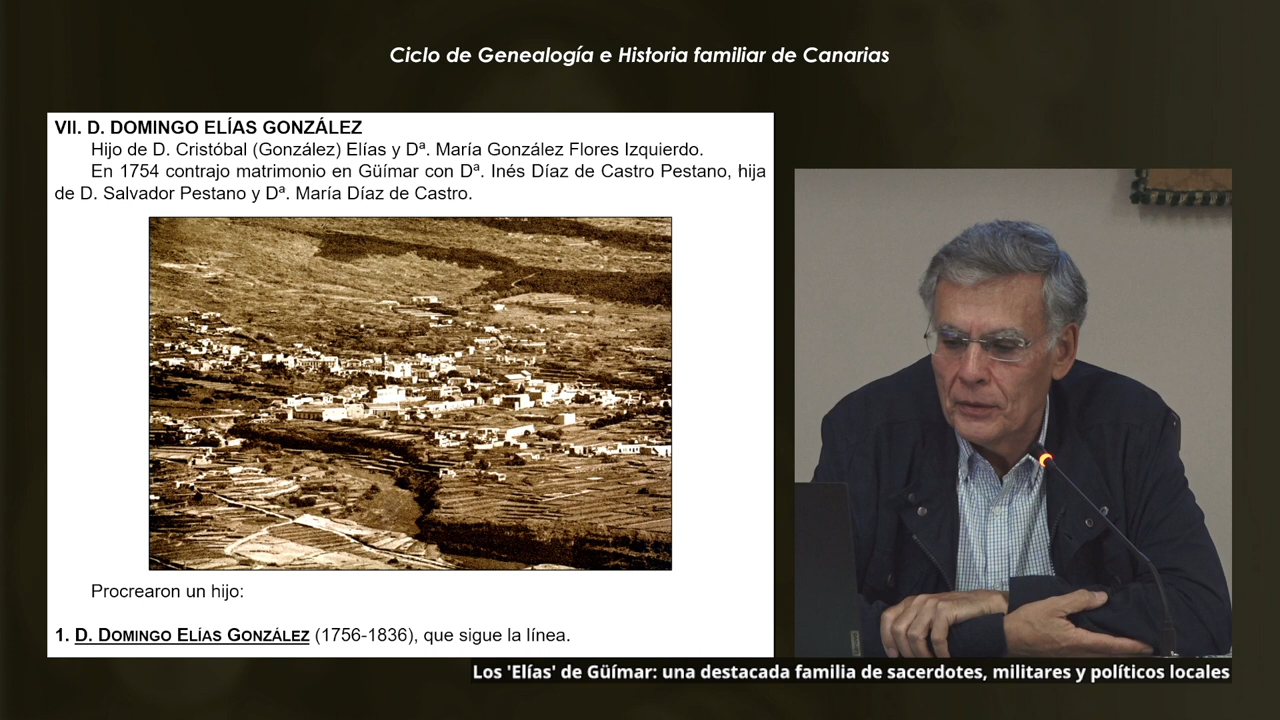 Ciclo de Genealogía e Historia familiar de Canarias
VII. D. DOMINGO ELÍAS GONZÁLEZ
Hijo de D. Cristóbal (González) Elías y Dª. María González Flores Izquierdo.
En 1754 contrajo matrimonio en Güímar con Dª. Inés Díaz de Castro Pestano, hija
de D. Salvador Pestano y Dª. María Díaz de Castro.
Procrearon un hijo:
1. D. DOMINGO ELÍAS GONZÁLEZ (1756-1836), que sigue la línea.
Los 'Elías' de Güímar: una destacada familia de sacerdotes, militares y políticos locales